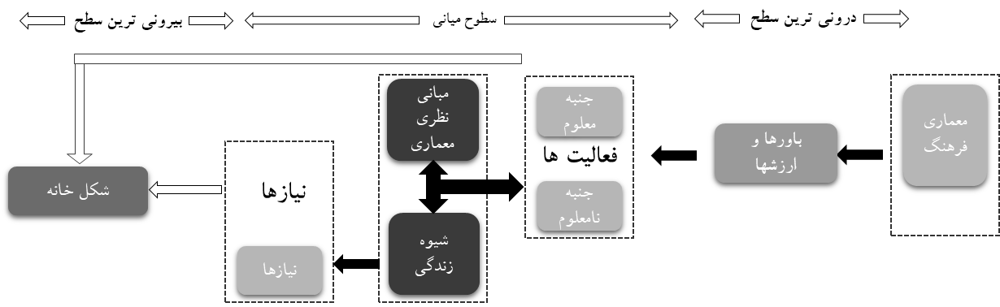 درونی ترین سطح
سطوح میانی
بیرونی ترین سطح
معماری
فرهنگ
باورها و
ارزشها
جنبه
معلوم
فعالیت ها
جنبه
نامعلوم
مبانی
نظری
معماری
شیوه
زندگی
نیازها
نیازها
شکل خانه